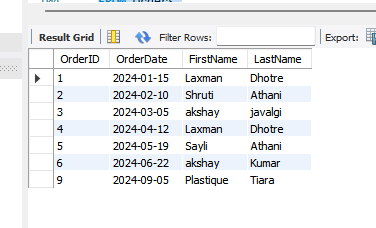 Result Grid Filter Rows: Export:
OrderID OrderDate FirstName LastName
1 2024-01-15 Laxman Dhotre
2 2024-02-10 Shruti Athani
3 2024-03-05 akshay javalgi
4 2024-04-12 Laxman Dhotre
5 2024-05-19 Sayli Athani
6 2024-06-22 akshay Kumar
9 2024-09-05 Plastique Tiara